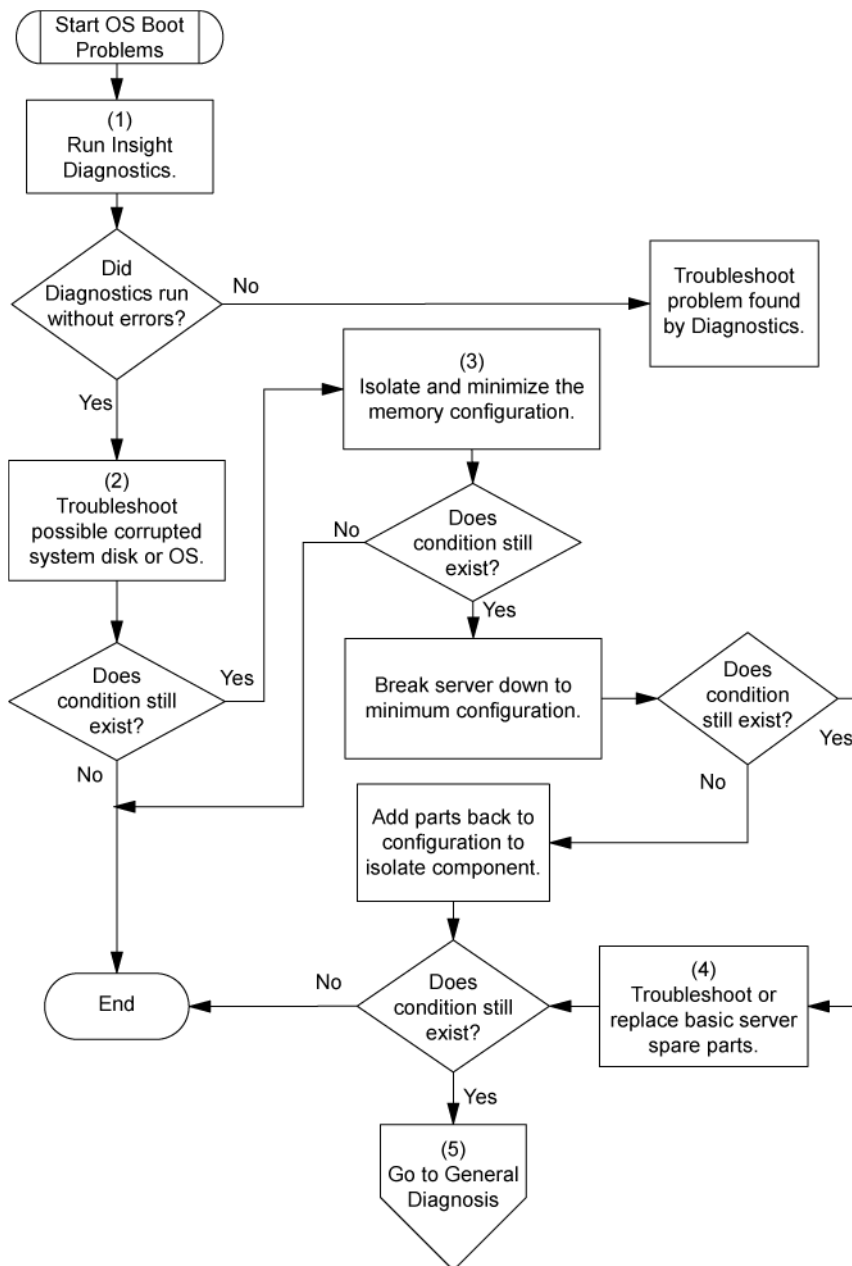 Start OS Boot
Problems
(1)
Run Insight
Diagnostics.
Did
Diagnostics run
without errors?
No
Troubleshoot
problem found
by Diagnostics.
Yes
(2)
Troubleshoot
possible corrupted
system disk or OS.
(3)
Isolate and minimize the
memory configuration.
Does
condition still
exist?
No
Yes
Does
condition still
exist?
Yes
No
Break server down to
minimum configuration.
Does
condition
still exist?
Yes
No
Add parts back to
configuration to
isolate component.
Does
condition still
exist?
No
Yes
(4)
Troubleshoot or
replace basic server
spare parts.
End
(5)
Go to General
Diagnosis